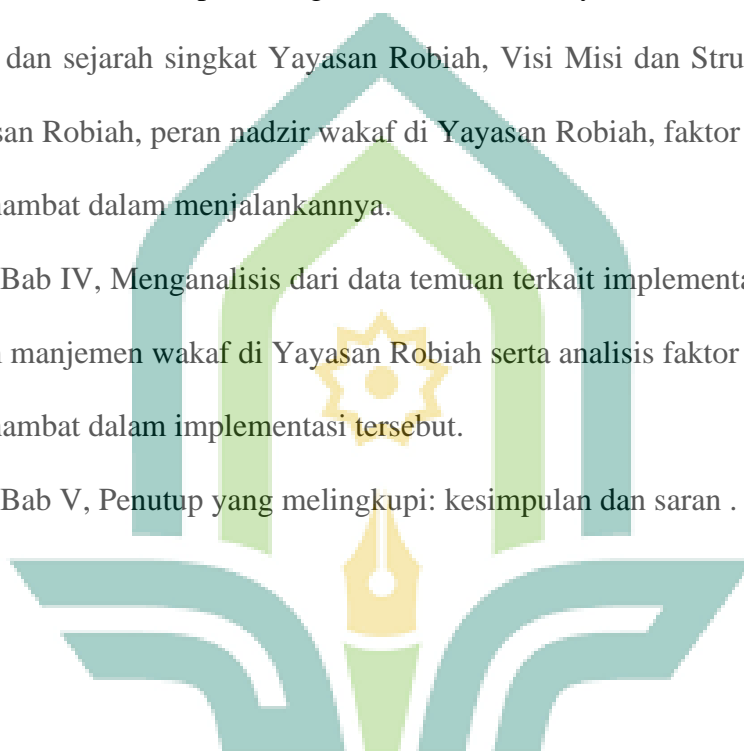 dan sejarah singkat Yayasan Robiah, Visi Misi dan Stru
san Robiah, peran nadzir wakaf di Yayasan Robiah, faktor
ambat dalam menjalankannya.
Bab IV, Menganalisis dari data temuan terkait implementa
manjemen wakaf di Yayasan Robiah serta analisis faktor
ambat dalam implementasi tersebut.
Bab V, Penutup yang melingkupi: kesimpulan dan saran .